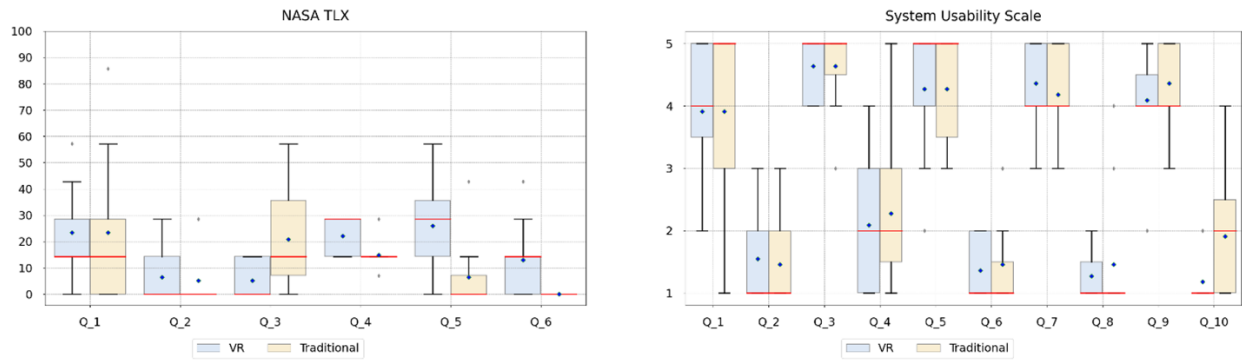 NASA TLX
100
90
80
70
60
50
40
30
20
10
0
Q_1 Q_2 Q_3 Q_4 Q_5 Q_6
VR Traditional
System Usability Scale
5
4
3
2
1
Q_1 Q_2 Q_3 Q_4 Q_5 Q_6 Q_7 Q_8 Q_9 Q_10
VR Traditional